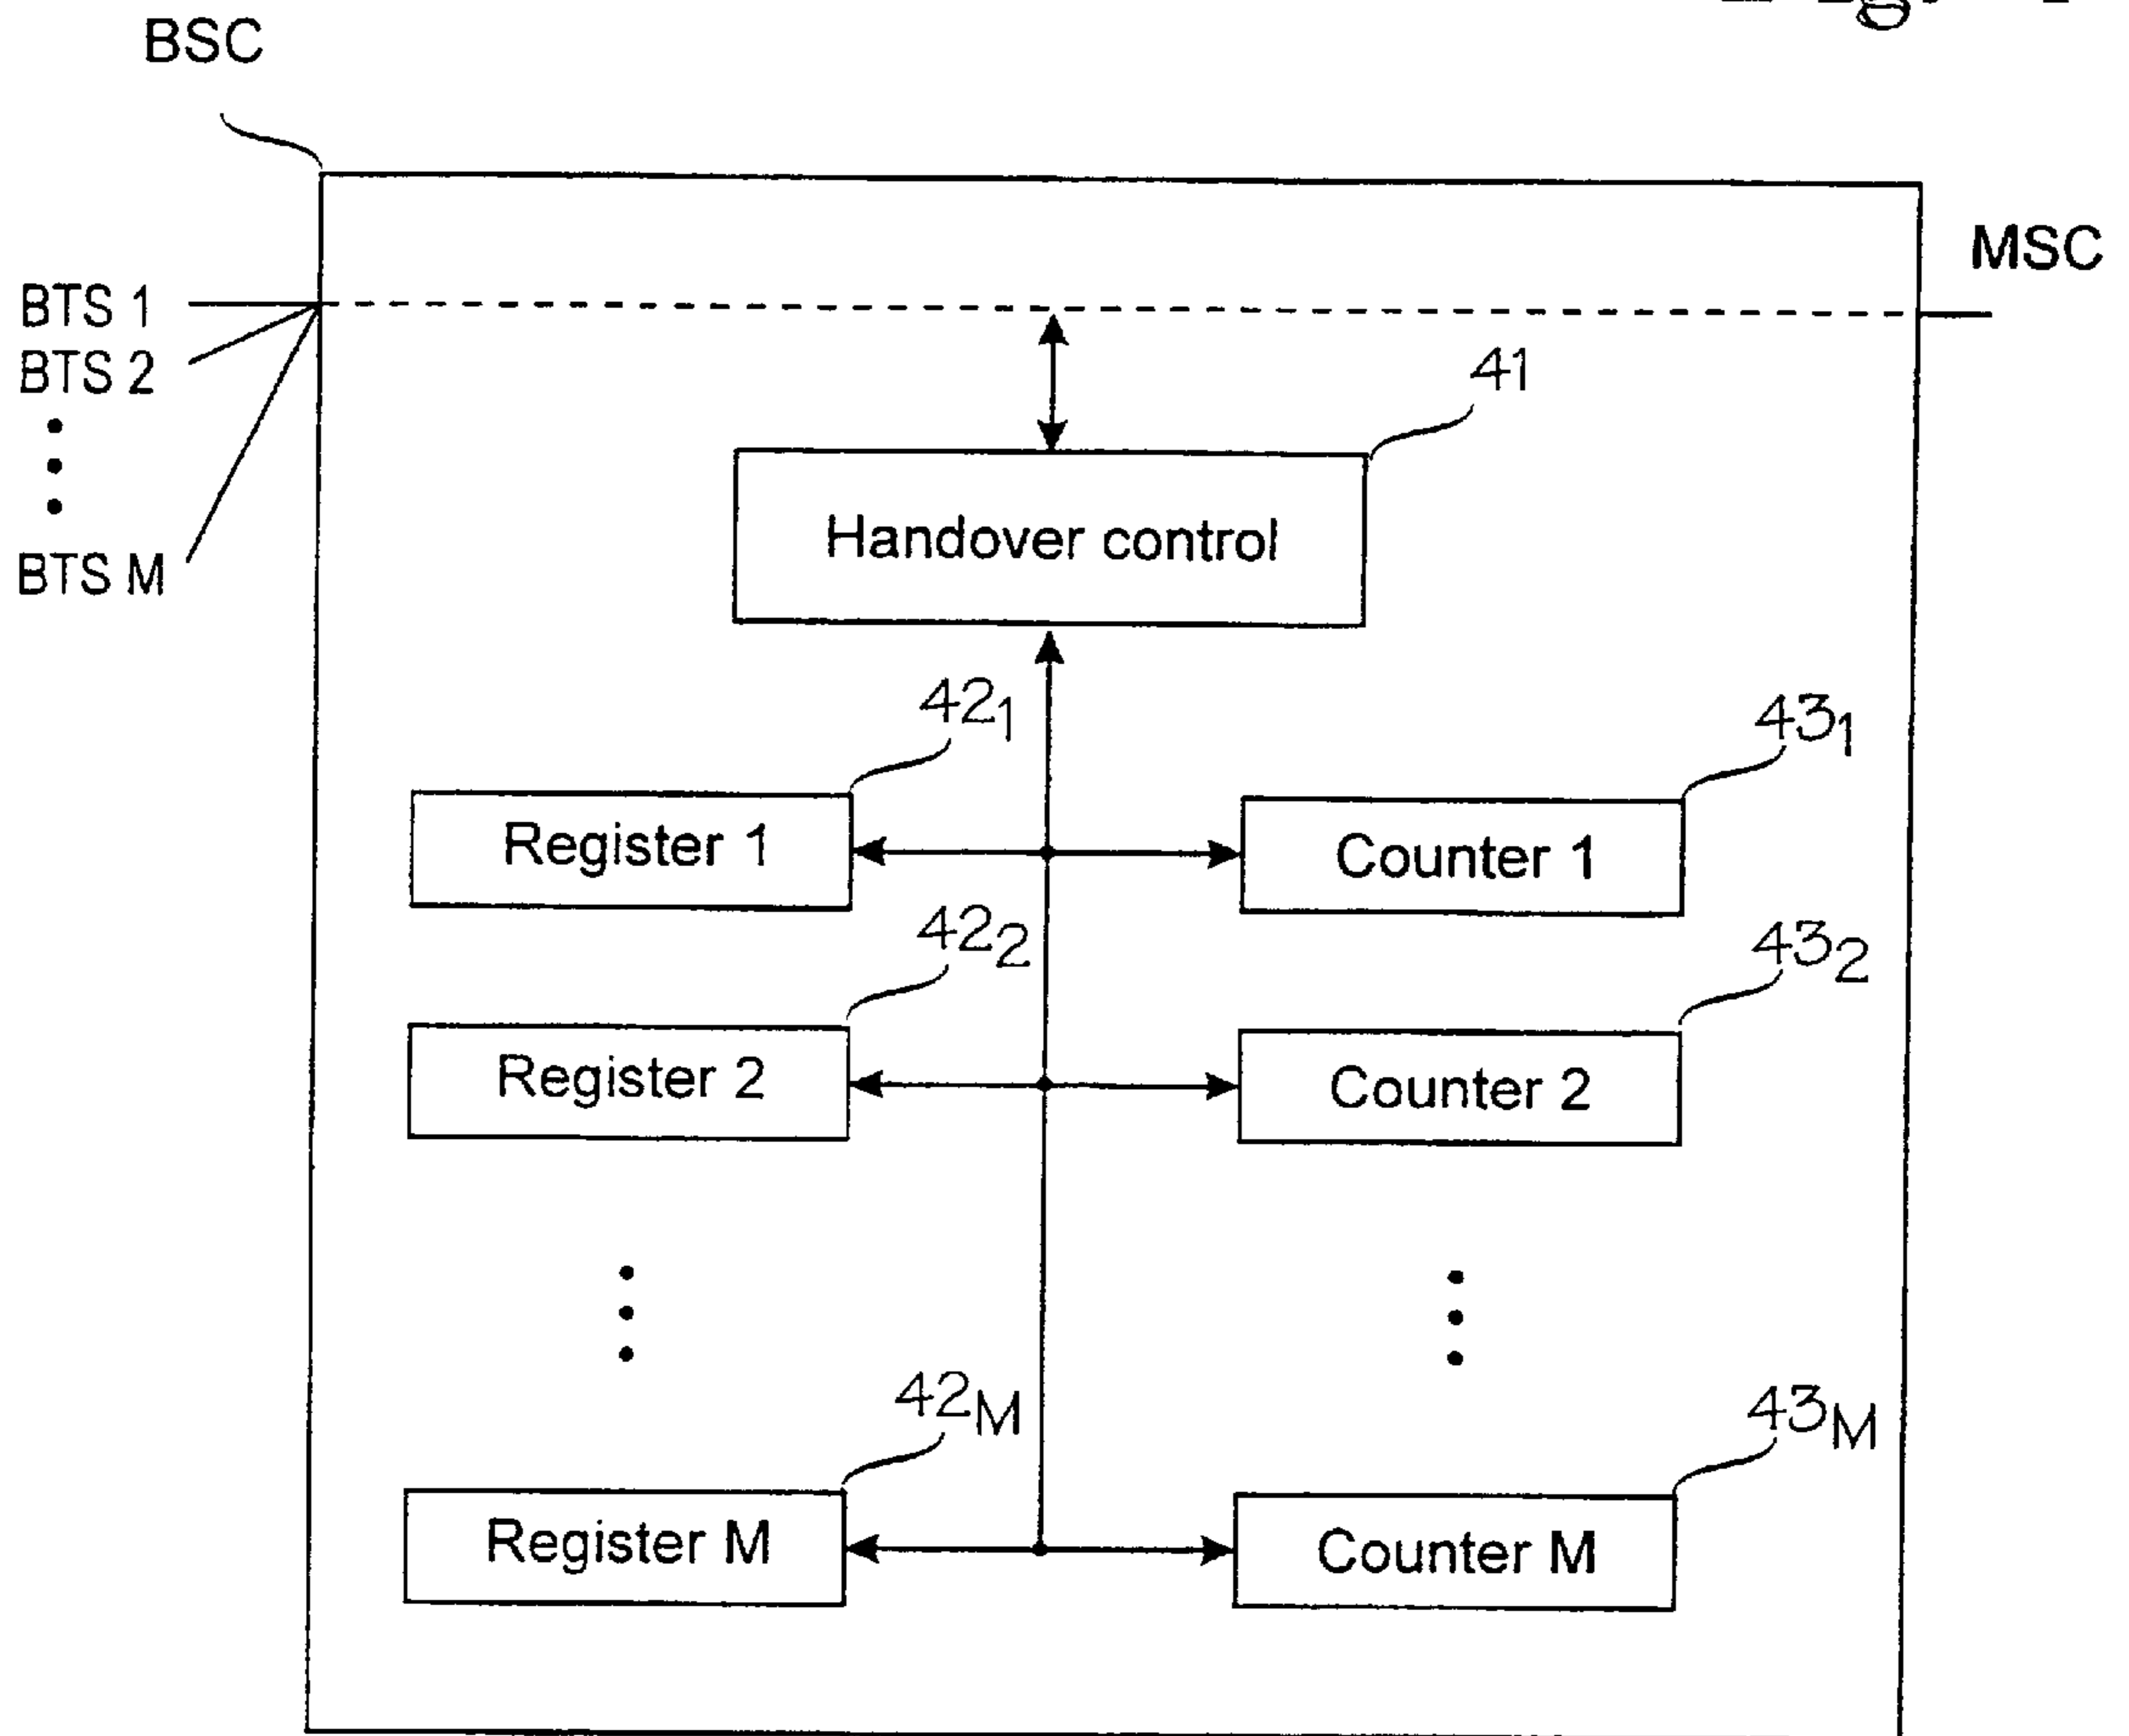 BSC
MSC
BTS 1
BTS 2
BTS M
41
Handover control
42₁
43₁
Register 1
Counter 1
42₂
43₂
Register 2
Counter 2
42M
43M
Register M
Counter M